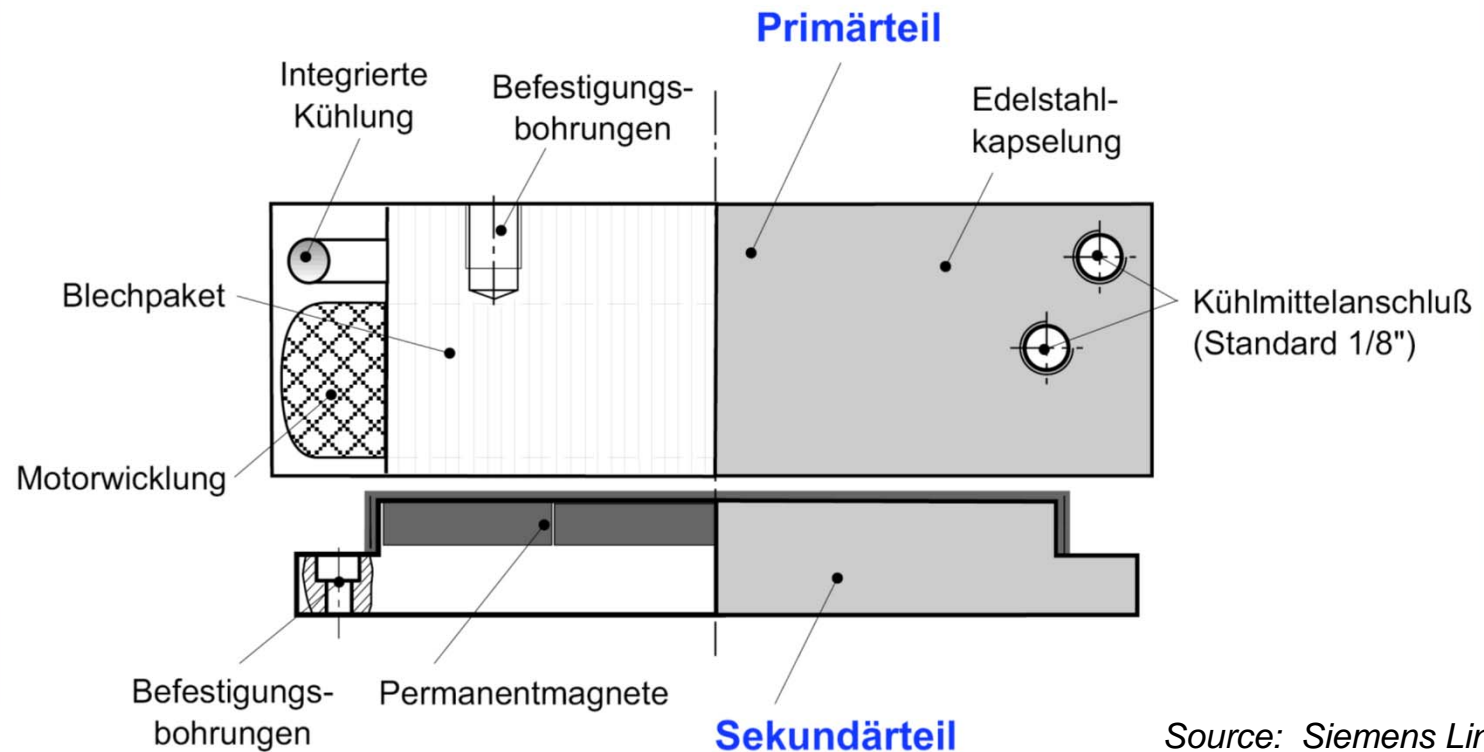 Primärteil
Integrierte
Kühlung
Befestigungs-
bohrungen
Edelstahl-
kapselung
Blechpaket
Kühlmittelanschluß
(Standard 1/8")
Motorwicklung
Befestigungs-
bohrungen
Permanentmagnete
Sekundärteil
Source: Siemens